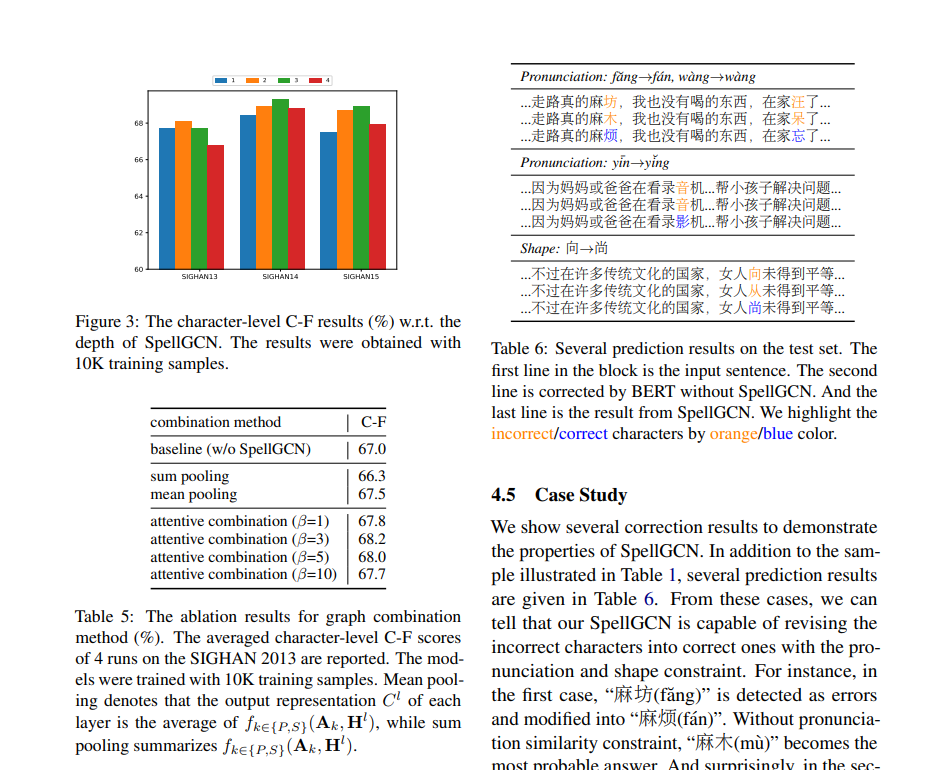 1 2 3 4
68
66
64
62
60
SIGHAN13 SIGHAN14 SIGHAN15
Figure 3: The character-level C-F results (%) w.r.t. the
depth of SpellGCN. The results were obtained with
10K training samples.
combination method C-F
baseline (w/o SpellGCN) 67.0
sum pooling 66.3
mean pooling 67.5
attentive combination (β=1) 67.8
attentive combination (β=3) 68.2
attentive combination (β=5) 68.0
attentive combination (β=10) 67.7
Table 5: The ablation results for graph combination
method (%). The averaged character-level C-F scores
of 4 runs on the SIGHAN 2013 are reported. The mod-
els were trained with 10K training samples. Mean pool-
ing denotes that the output representation C^l of each
layer is the average of f_{k∈{P,S}}(A_k, H^l), while sum
pooling summarizes f_{k∈{P,S}}(A_k, H^l).
Pronunciation: fǎng→fán, wàng→wàng
...走路真的麻坊，我也没有喝的东西，在家汪了...
...走路真的麻木，我也没有喝的东西，在家呆了...
...走路真的麻烦，我也没有喝的东西，在家忘了...
Pronunciation: yīn→yǐng
...因为妈妈或爸爸在看录音机...帮小孩子解决问题...
...因为妈妈或爸爸在看录音机...帮小孩子解决问题...
...因为妈妈或爸爸在看录影机...帮小孩子解决问题...
Shape: 向→尚
...不过在许多传统文化的国家，女人向未得到平等...
...不过在许多传统文化的国家，女人从未得到平等...
...不过在许多传统文化的国家，女人尚未得到平等...
Table 6: Several prediction results on the test set. The
first line in the block is the input sentence. The second
line is corrected by BERT without SpellGCN. And the
last line is the result from SpellGCN. We highlight the
incorrect/correct characters by orange/blue color.
4.5 Case Study
We show several correction results to demonstrate
the properties of SpellGCN. In addition to the sam-
ple illustrated in Table 1, several prediction results
are given in Table 6. From these cases, we can
tell that our SpellGCN is capable of revising the
incorrect characters into correct ones with the pro-
nunciation and shape constraint. For instance, in
the first case, “麻坊(fǎng)” is detected as errors
and modified into “麻烦(fán)”. Without pronuncia-
tion similarity constraint, “麻木(mù)” becomes the
most probable answer. And surprisingly, in the sec-